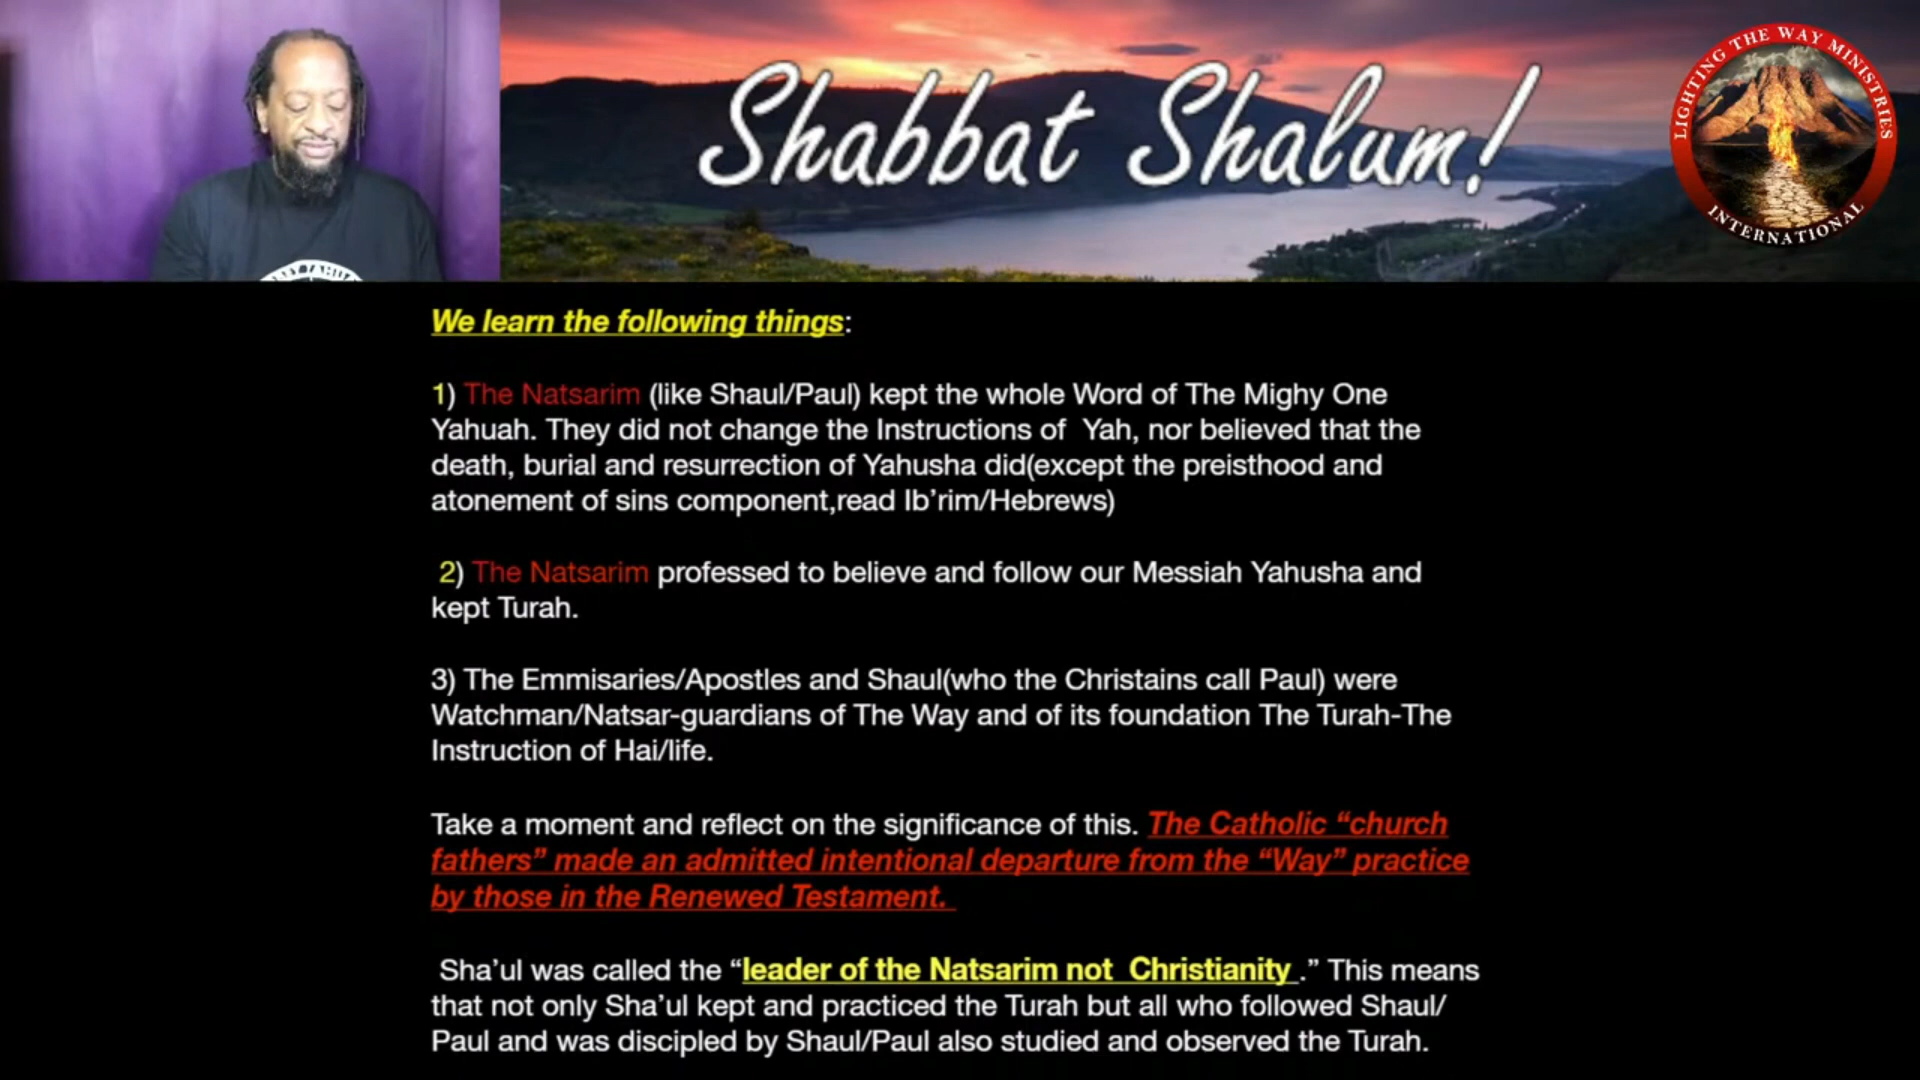 Shabbat Shalum!
LIGHTING THE WAY MINISTRIES
INTERNATIONAL
We learn the following things:
1) The Natsarim (like Shaul/Paul) kept the whole Word of The Mighy One
Yahuah. They did not change the Instructions of  Yah, nor believed that the
death, burial and resurrection of Yahusha did(except the preisthood and
atonement of sins component,read Ib’rim/Hebrews)
2) The Natsarim professed to believe and follow our Messiah Yahusha and
kept Turah.
3) The Emmisaries/Apostles and Shaul(who the Christains call Paul) were
Watchman/Natsar-guardians of The Way and of its foundation The Turah-The
Instruction of Hai/life.
Take a moment and reflect on the significance of this. The Catholic “church
fathers” made an admitted intentional departure from the “Way” practice
by those in the Renewed Testament.
Sha’ul was called the “leader of the Natsarim not  Christianity .” This means
that not only Sha’ul kept and practiced the Turah but all who followed Shaul/
Paul and was discipled by Shaul/Paul also studied and observed the Turah.